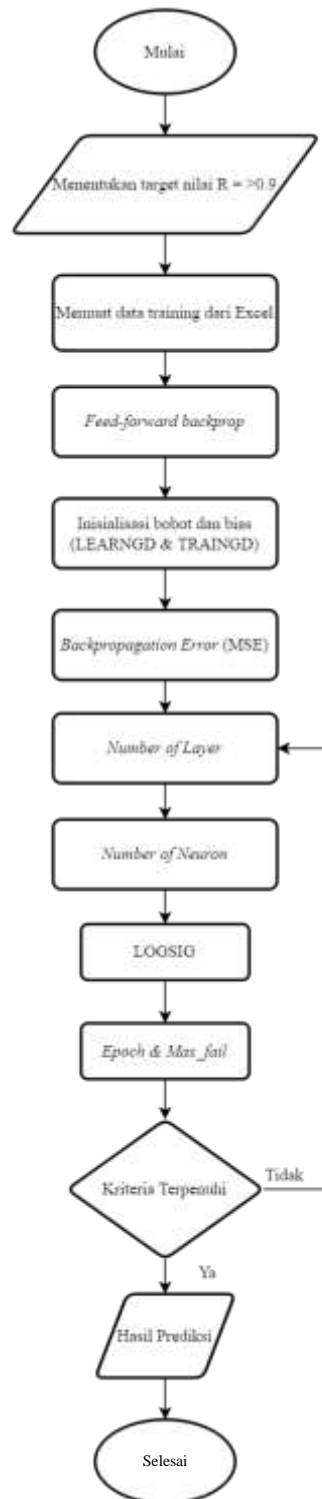 Mulai
Menentukan target nilai R = >0.9
Memuat data training dari Excel
Feed-forward backprop
Inisialisasi bobot dan bias
(LEARNGD & TRAINGD)
Backpropagation Error (MSE)
Number of Layer
Number of Neuron
LOGSIG
Epoch & Max_fail
Kriteria Terpenuhi
Tidak
Ya
Hasil Prediksi
Selesai